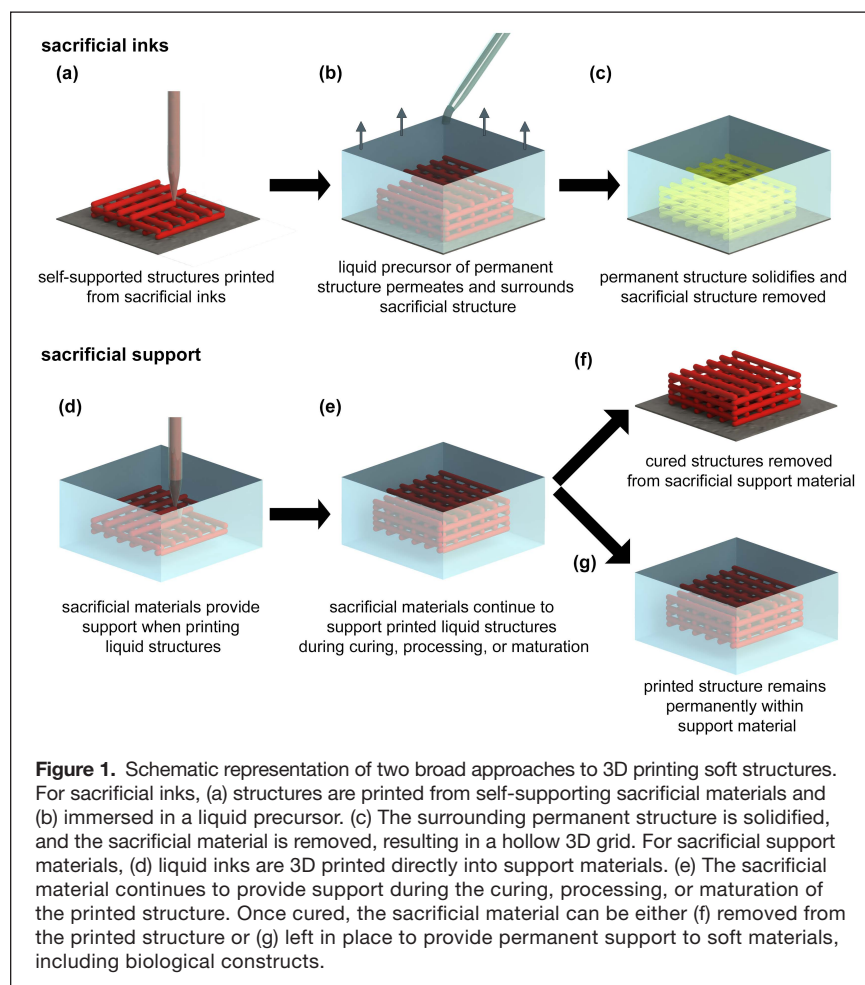 sacrificial inks
(a)
(b)
(c)
self-supported structures printed
from sacrificial inks
liquid precursor of permanent
structure permeates and surrounds
sacrificial structure
permanent structure solidifies and
sacrificial structure removed
sacrificial support
(d)
(e)
(f)
cured structures removed
from sacrificial support material
(g)
sacrificial materials provide
support when printing
liquid structures
sacrificial materials continue to
support printed liquid structures
during curing, processing, or maturation
printed structure remains
permanently within
support material
Figure 1. Schematic representation of two broad approaches to 3D printing soft structures.
For sacrificial inks, (a) structures are printed from self-supporting sacrificial materials and
(b) immersed in a liquid precursor. (c) The surrounding permanent structure is solidified,
and the sacrificial material is removed, resulting in a hollow 3D grid. For sacrificial support
materials, (d) liquid inks are 3D printed directly into support materials. (e) The sacrificial
material continues to provide support during the curing, processing, or maturation of
the printed structure. Once cured, the sacrificial material can be either (f) removed from
the printed structure or (g) left in place to provide permanent support to soft materials,
including biological constructs.